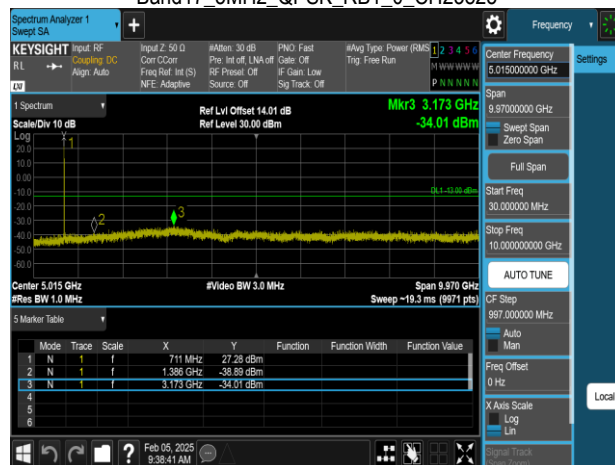 Spectrum Analyzer 1
Swept SA
Frequency
Settings
KEYSIGHT
Input: RF
Coupling: DC
Align: Auto
Input Z: 50 Ω
Corr CCorr
Freq Ref: Int (S)
NFE: Adaptive
#Atten: 30 dB
Pre: Int off, LNA off
RF Presel: Off
Source: Off
PNO: Fast
Gate: Off
IF Gain: Low
Sig Track: Off
#Avg Type: Power (RMS
Trig: Free Run
1 2 3 4 5 6
M W W W W W
P N N N N N
RL
LXI
1 Spectrum
Scale/Div 10 dB
Log
Ref Lvl Offset 14.01 dB
Ref Level 30.00 dBm
Mkr3 3.173 GHz
-34.01 dBm
20.0
10.0
0.00
-10.0
-20.0
-30.0
-40.0
-50.0
-60.0
1
2
3
DL1 -13.00 dBm
Center 5.015 GHz
#Res BW 1.0 MHz
#Video BW 3.0 MHz
Span 9.970 GHz
Sweep ~19.3 ms (9971 pts)
5 Marker Table
Mode Trace Scale X Y Function Function Width Function Value
1 N 1 f 711 MHz 27.28 dBm
2 N 1 f 1.386 GHz -38.89 dBm
3 N 1 f 3.173 GHz -34.01 dBm
4
5
6
Feb 05, 2025
9:38:41 AM
Center Frequency
5.015000000 GHz
Span
9.97000000 GHz
Swept Span
Zero Span
Full Span
Start Freq
30.000000 MHz
Stop Freq
10.000000000 GHz
AUTO TUNE
CF Step
997.000000 MHz
Auto
Man
Freq Offset
0 Hz
X Axis Scale
Log
Lin
Signal Track
Local